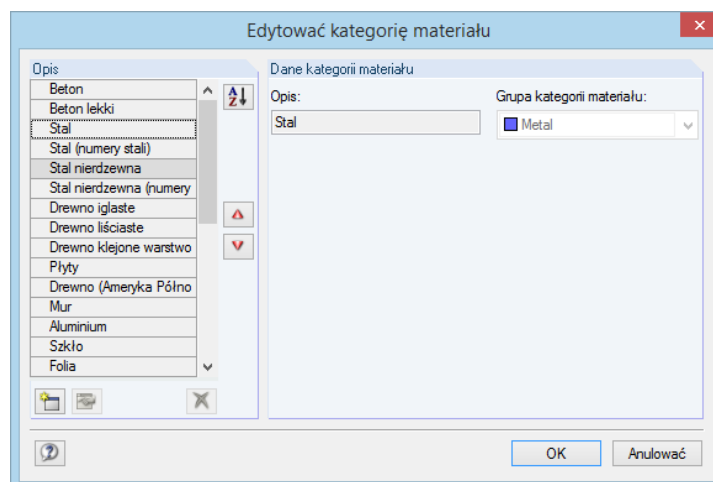 Edytować kategorię materiału
Opis
Beton
Beton lekki
Stal
Stal (numery stali)
Stal nierdzewna
Stal nierdzewna (numery
Drewno iglaste
Drewno liściaste
Drewno klejone warstwo
Płyty
Drewno (Ameryka Półno
Mur
Aluminium
Szkło
Folia
Dane kategorii materiału
Opis:
Stal
Grupa kategorii materiału:
Metal
OK
Anulować